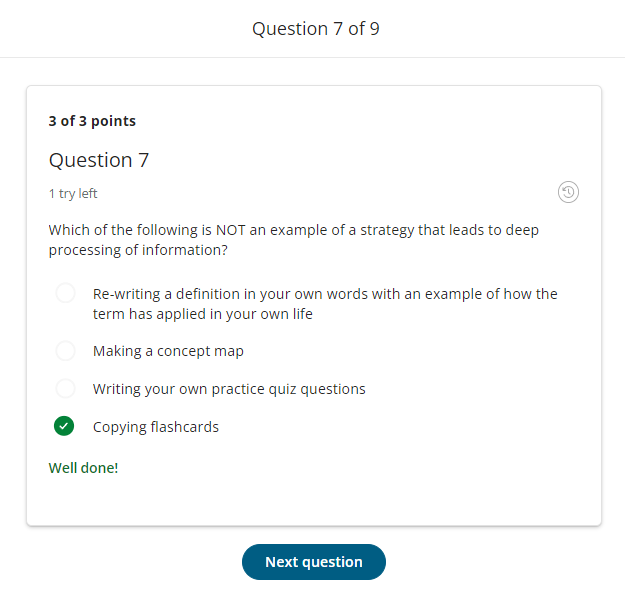 Question 7 of 9
3 of 3 points
Question 7
1 try left
Which of the following is NOT an example of a strategy that leads to deep
processing of information?
Re-writing a definition in your own words with an example of how the
term has applied in your own life
Making a concept map
Writing your own practice quiz questions
Copying flashcards
Well done!
Next question